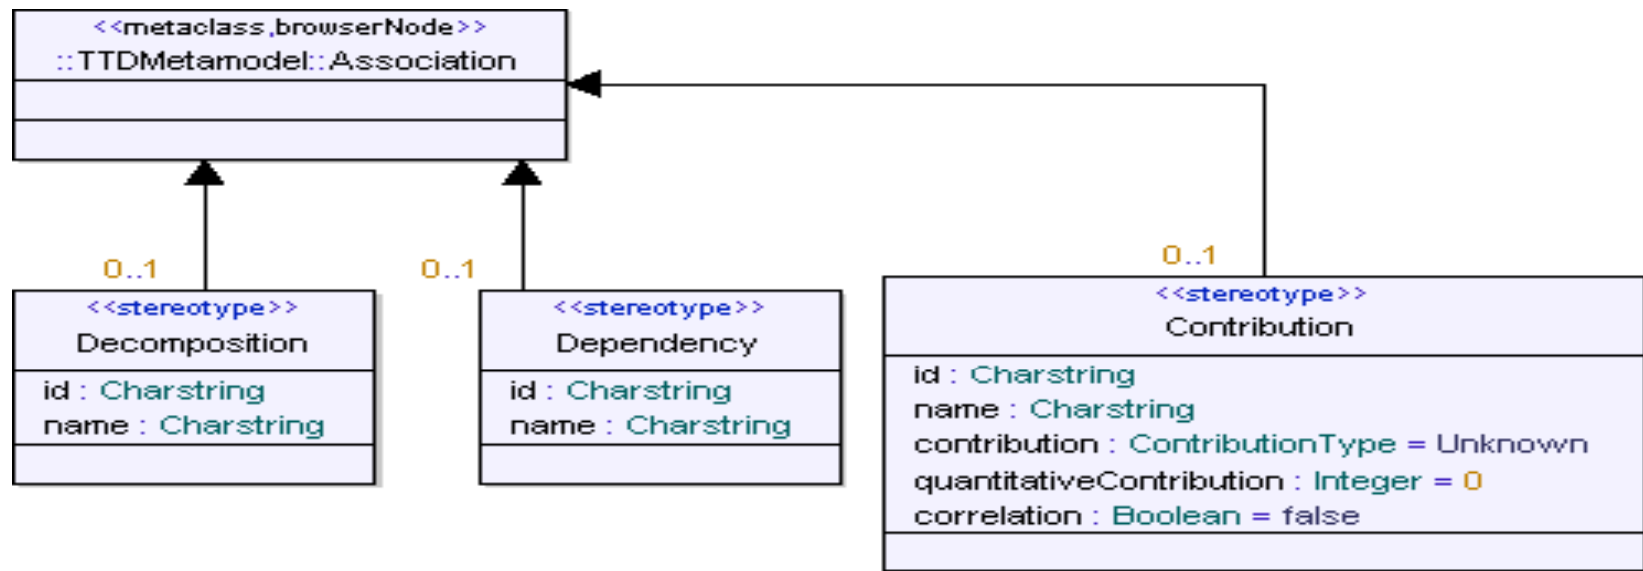 <<metaclass,browserNode>>
::TTDMetamodel::Association
0..1
0..1
0..1
<<stereotype>>
Decomposition
id : Charstring
name : Charstring
<<stereotype>>
Dependency
id : Charstring
name : Charstring
<<stereotype>>
Contribution
id : Charstring
name : Charstring
contribution : ContributionType = Unknown
quantitativeContribution : Integer = 0
correlation : Boolean = false